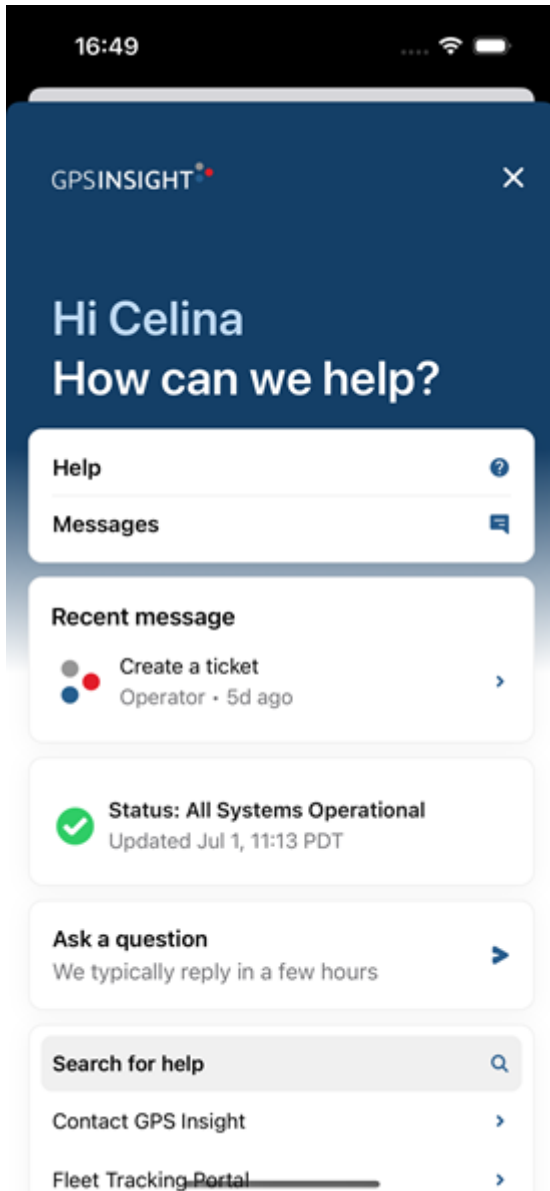 16:49
GPSINSIGHT
Hi Celina
How can we help?
Help
Messages
Recent message
Create a ticket
Operator • 5d ago
Status: All Systems Operational
Updated Jul 1, 11:13 PDT
Ask a question
We typically reply in a few hours
Search for help
Contact GPS Insight
Fleet Tracking Portal